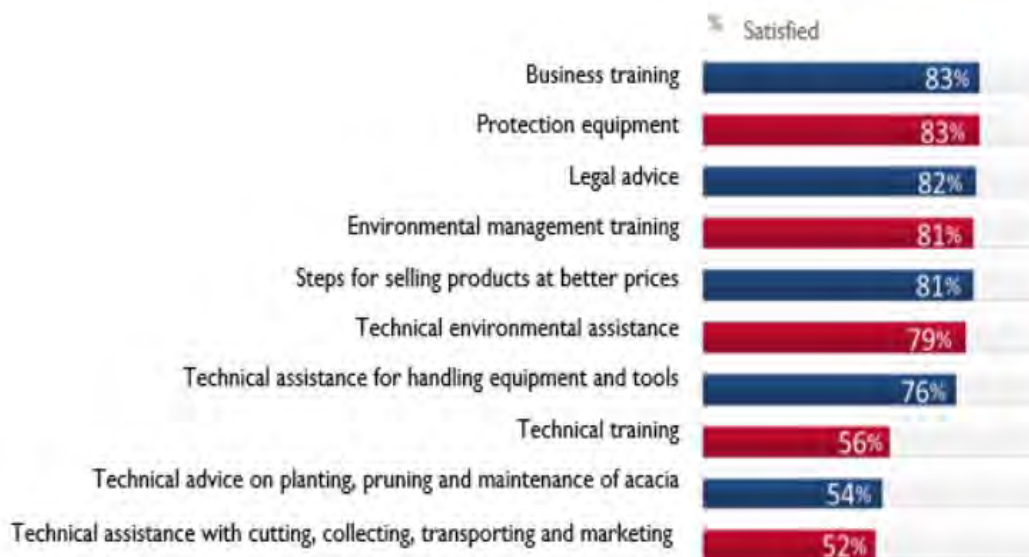 % Satisfied
Business training 83%
Protection equipment 83%
Legal advice 82%
Environmental management training 81%
Steps for selling products at better prices 81%
Technical environmental assistance 79%
Technical assistance for handling equipment and tools 76%
Technical training 56%
Technical advice on planting, pruning and maintenance of acacia 54%
Technical assistance with cutting, collecting, transporting and marketing 52%